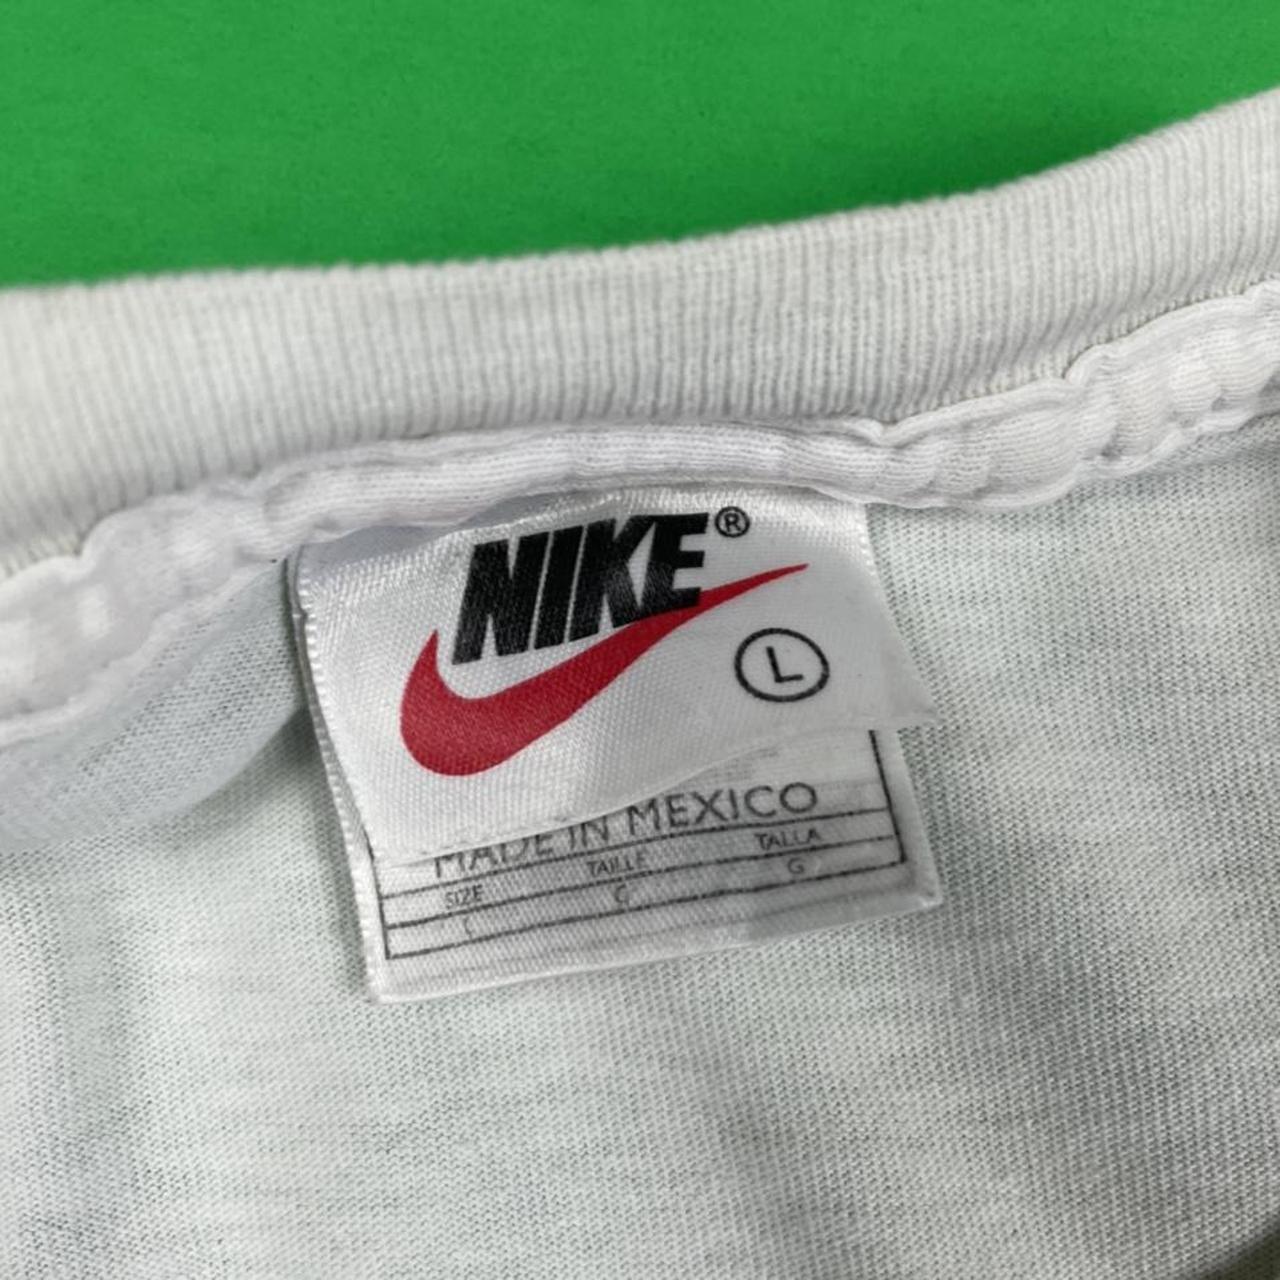 NIKE®
L
MADE IN MEXICO
SIZE TAILLE TALLA
G